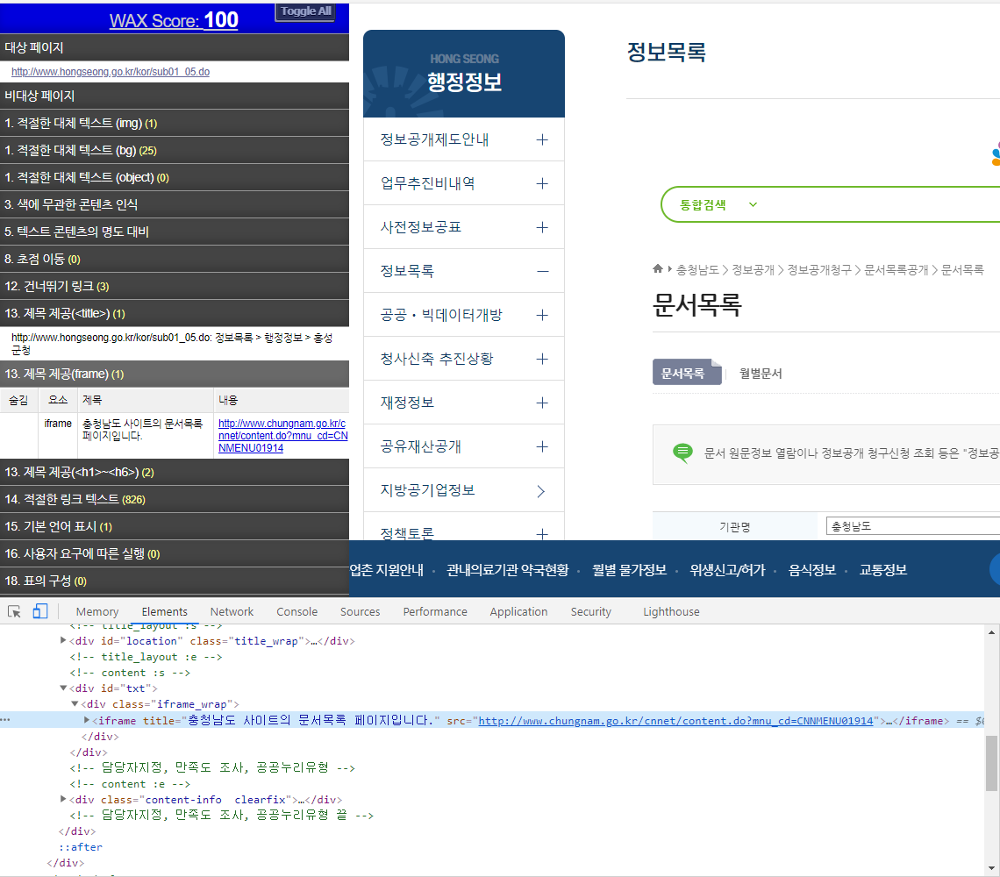 WAX Score: 100
Toggle All
대상 페이지
http://www.hongseong.go.kr/kor/sub01_05.do
비대상 페이지
1. 적절한 대체 텍스트 (img) (1)
1. 적절한 대체 텍스트 (bg) (25)
1. 적절한 대체 텍스트 (object) (0)
3. 색에 무관한 콘텐츠 인식
5. 텍스트 콘텐츠의 명도 대비
8. 초점 이동 (0)
12. 건너뛰기 링크 (3)
13. 제목 제공(<title>) (1)
http://www.hongseong.go.kr/kor/sub01_05.do: 정보목록 > 행정정보 > 홍성
군청
13. 제목 제공(frame) (1)
숨김 요소 제목 내용
iframe 충청남도 사이트의 문서목록 페이지입니다. http://www.chungnam.go.kr/cnnet/content.do?mnu_cd=CNNMENU01914
13. 제목 제공(<h1>~<h6>) (2)
14. 적절한 링크 텍스트 (826)
15. 기본 언어 표시 (1)
16. 사용자 요구에 따른 실행 (0)
18. 표의 구성 (0)
HONG SEONG
행정정보
정보공개제도안내
업무추진비내역
사전정보공표
정보목록
공공・빅데이터개방
청사신축 추진상황
재정정보
공유재산공개
지방공기업정보
정책토론
정보목록
통합검색
충청남도 > 정보공개 > 정보공개청구 > 문서목록공개 > 문서목록
문서목록
문서목록 월별문서
문서 원문정보 열람이나 정보공개 청구신청 조회 등은 "정보공
기관명 충청남도
업촌 지원안내 · 관내의료기관 약국현황 · 월별 물가정보 · 위생신고/허가 · 음식정보 · 교통정보
Memory Elements Network Console Sources Performance Application Security Lighthouse
<!-- title_layout :s -->
<div id="location" class="title_wrap">…</div>
<!-- title_layout :e -->
<!-- content :s -->
<div id="txt">
<div class="iframe_wrap">
<iframe title="충청남도 사이트의 문서목록 페이지입니다." src="http://www.chungnam.go.kr/cnnet/content.do?mnu_cd=CNNMENU01914">…</iframe> == $0
</div>
</div>
<!-- 담당자지정, 만족도 조사, 공공누리유형 -->
<!-- content :e -->
<div class="content-info  clearfix">…</div>
<!-- 담당자지정, 만족도 조사, 공공누리유형 끝 -->
</div>
::after
</div>